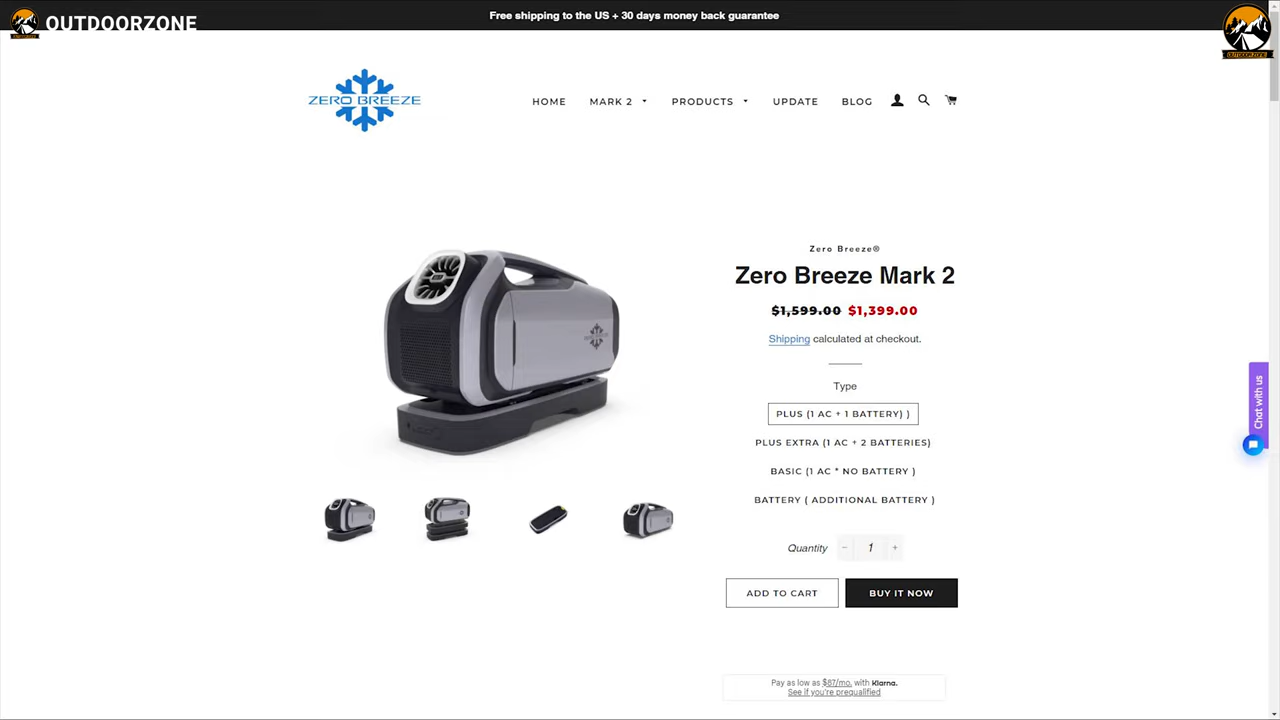 OUTDOORZONE
Free shipping to the US + 30 days money back guarantee
OUTDOORZONE
ZERO BREEZE
HOME
MARK 2
PRODUCTS
UPDATE
BLOG
Zero Breeze®
Zero Breeze Mark 2
$1,599.00 $1,399.00
Shipping calculated at checkout.
Type
PLUS (1 AC + 1 BATTERY) )
PLUS EXTRA (1 AC + 2 BATTERIES)
BASIC (1 AC * NO BATTERY )
BATTERY ( ADDITIONAL BATTERY )
Quantity − 1 +
ADD TO CART
BUY IT NOW
Pay as low as $87/mo. with Klarna.
See if you're prequalified
Chat with us